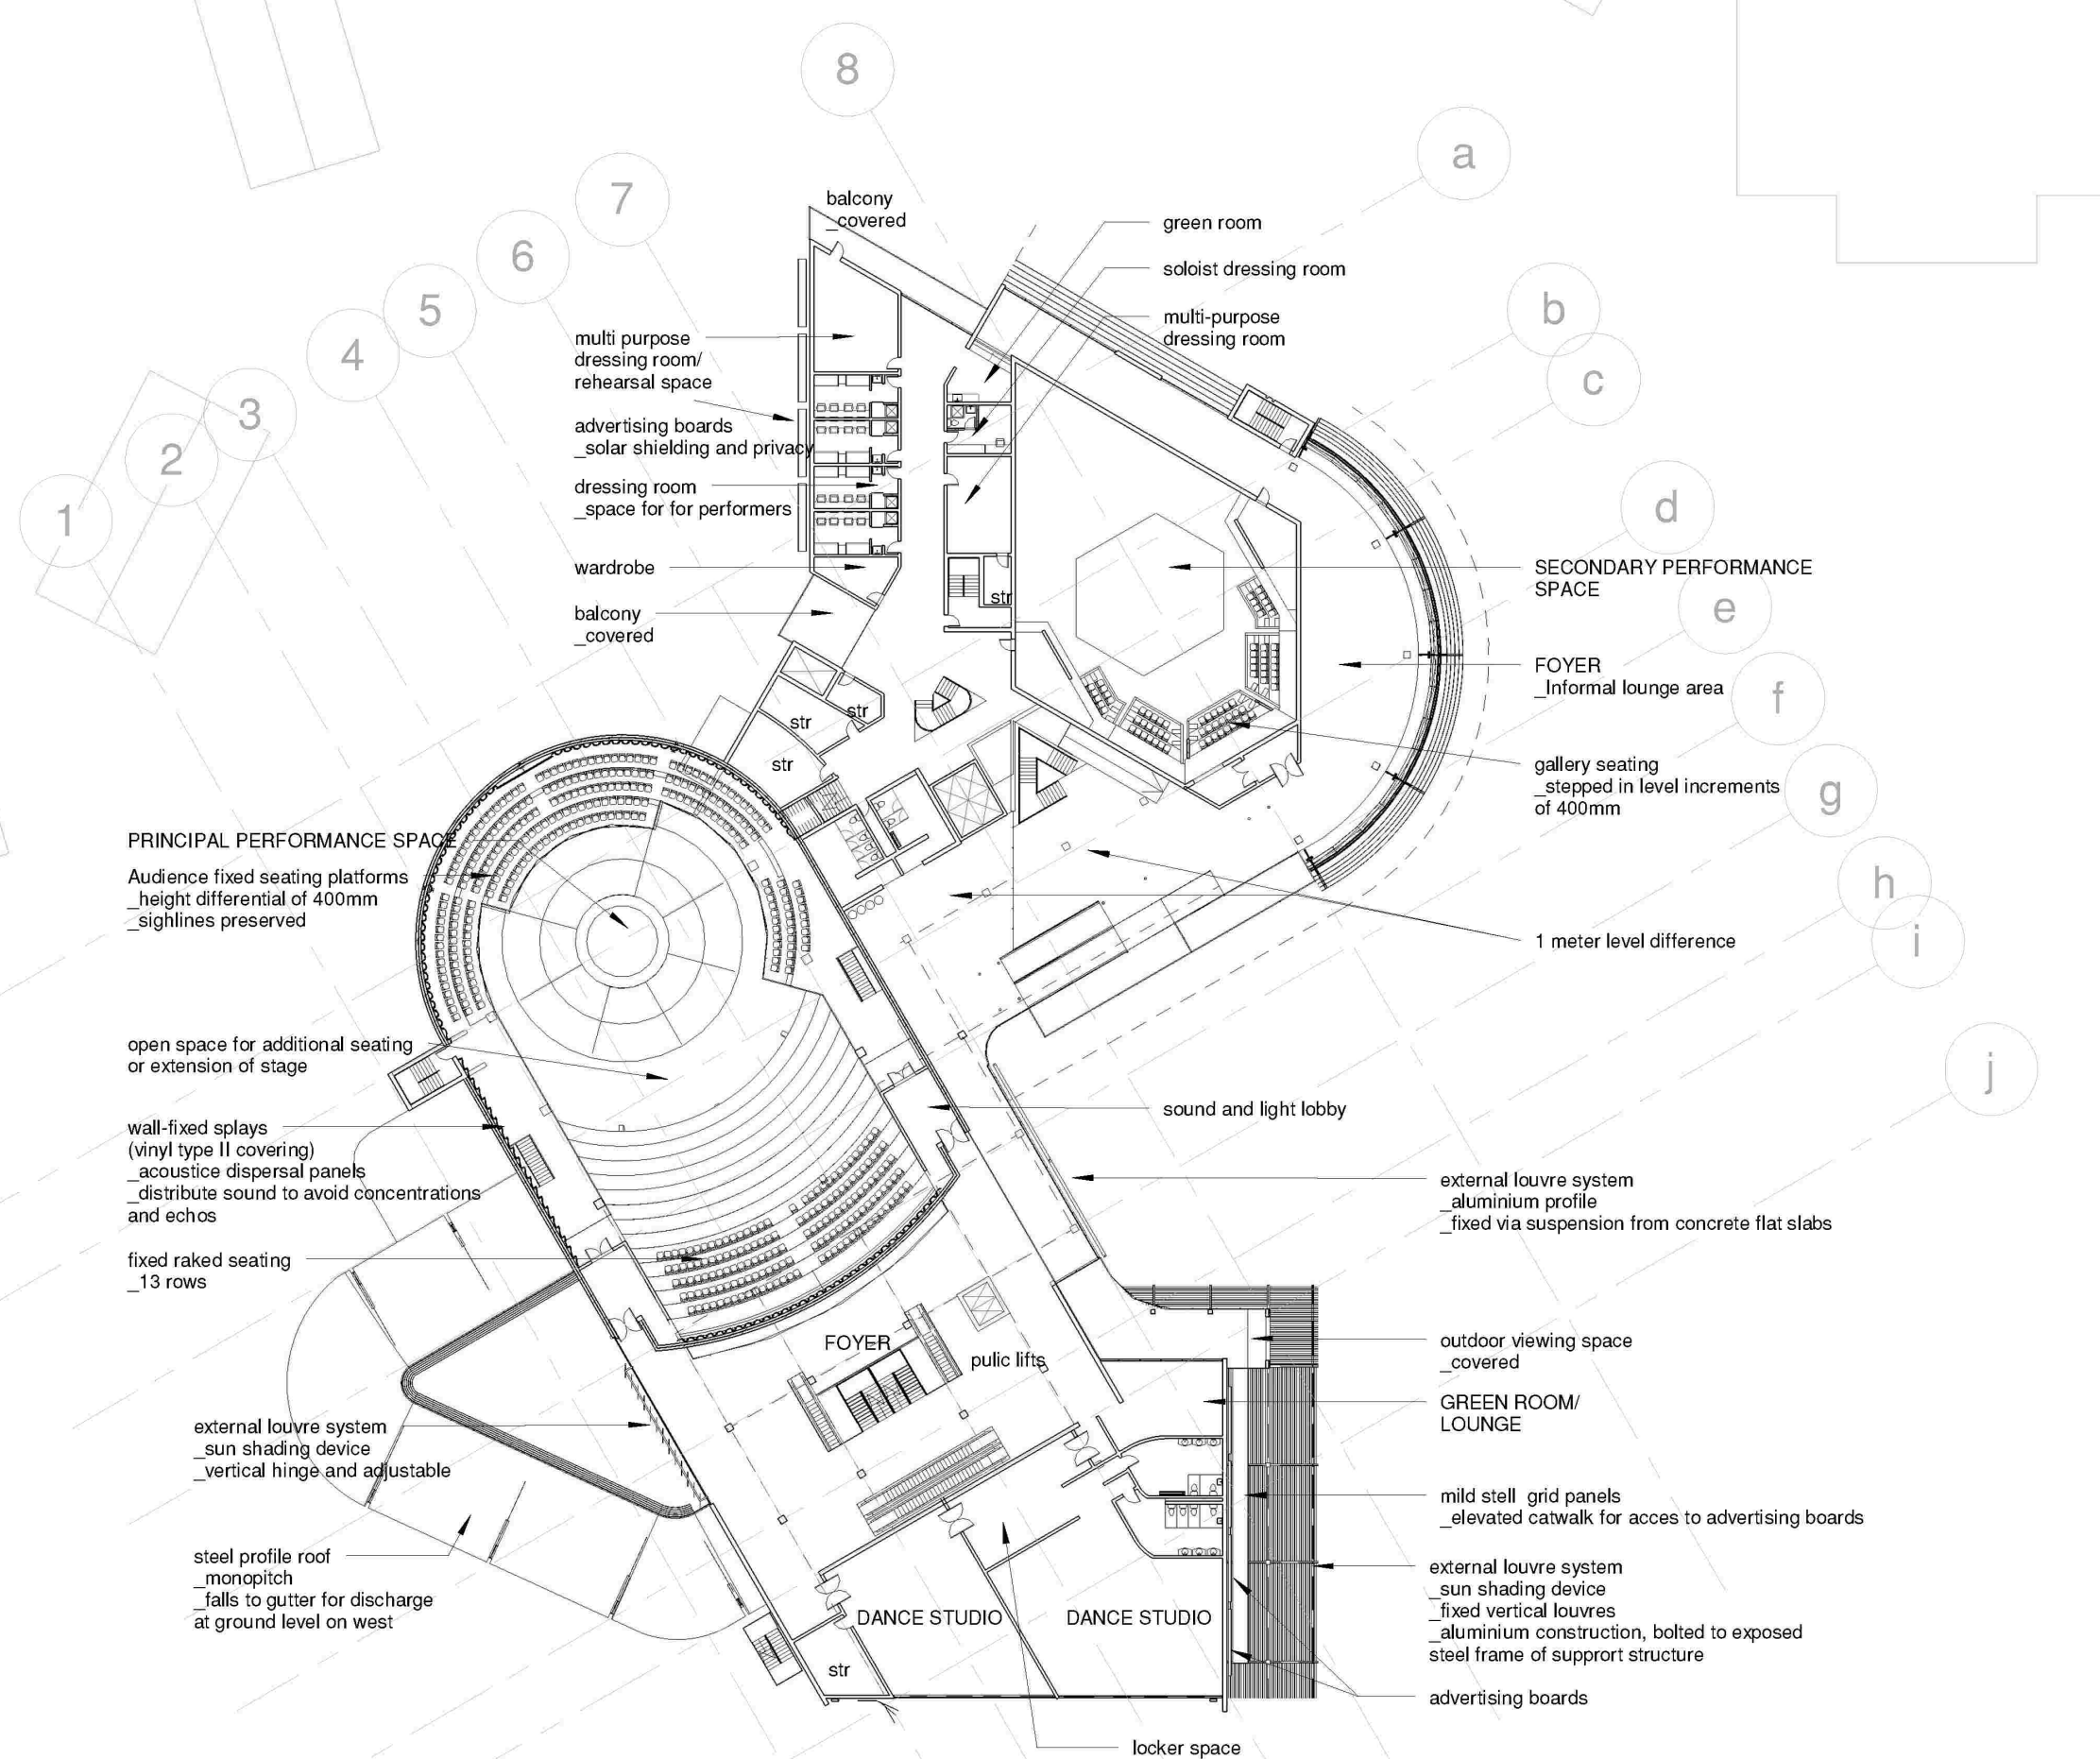 8
a
7
6
b
5
4
c
3
2
1
d
e
f
g
h
i
j
balcony
_covered
green room
soloist dressing room
multi-purpose
dressing room
multi purpose
dressing room/
rehearsal space
advertising boards
_solar shielding and privacy
dressing room
_space for for performers
wardrobe
balcony
_covered
str
str
str
str
SECONDARY PERFORMANCE
SPACE
FOYER
_Informal lounge area
gallery seating
_stepped in level increments
of 400mm
1 meter level difference
PRINCIPAL PERFORMANCE SPACE
Audience fixed seating platforms
_height differential of 400mm
_sighlines preserved
open space for additional seating
or extension of stage
wall-fixed splays
(vinyl type II covering)
_acoustice dispersal panels
_distribute sound to avoid concentrations
and echos
fixed raked seating
_13 rows
sound and light lobby
external louvre system
_aluminium profile
_fixed via suspension from concrete flat slabs
FOYER
pulic lifts
outdoor viewing space
_covered
GREEN ROOM/
LOUNGE
external louvre system
_sun shading device
_vertical hinge and adjustable
mild stell grid panels
_elevated catwalk for acces to advertising boards
steel profile roof
_monopitch
_falls to gutter for discharge
at ground level on west
external louvre system
_sun shading device
_fixed vertical louvres
_aluminium construction, bolted to exposed
steel frame of supprort structure
DANCE STUDIO
DANCE STUDIO
str
advertising boards
locker space